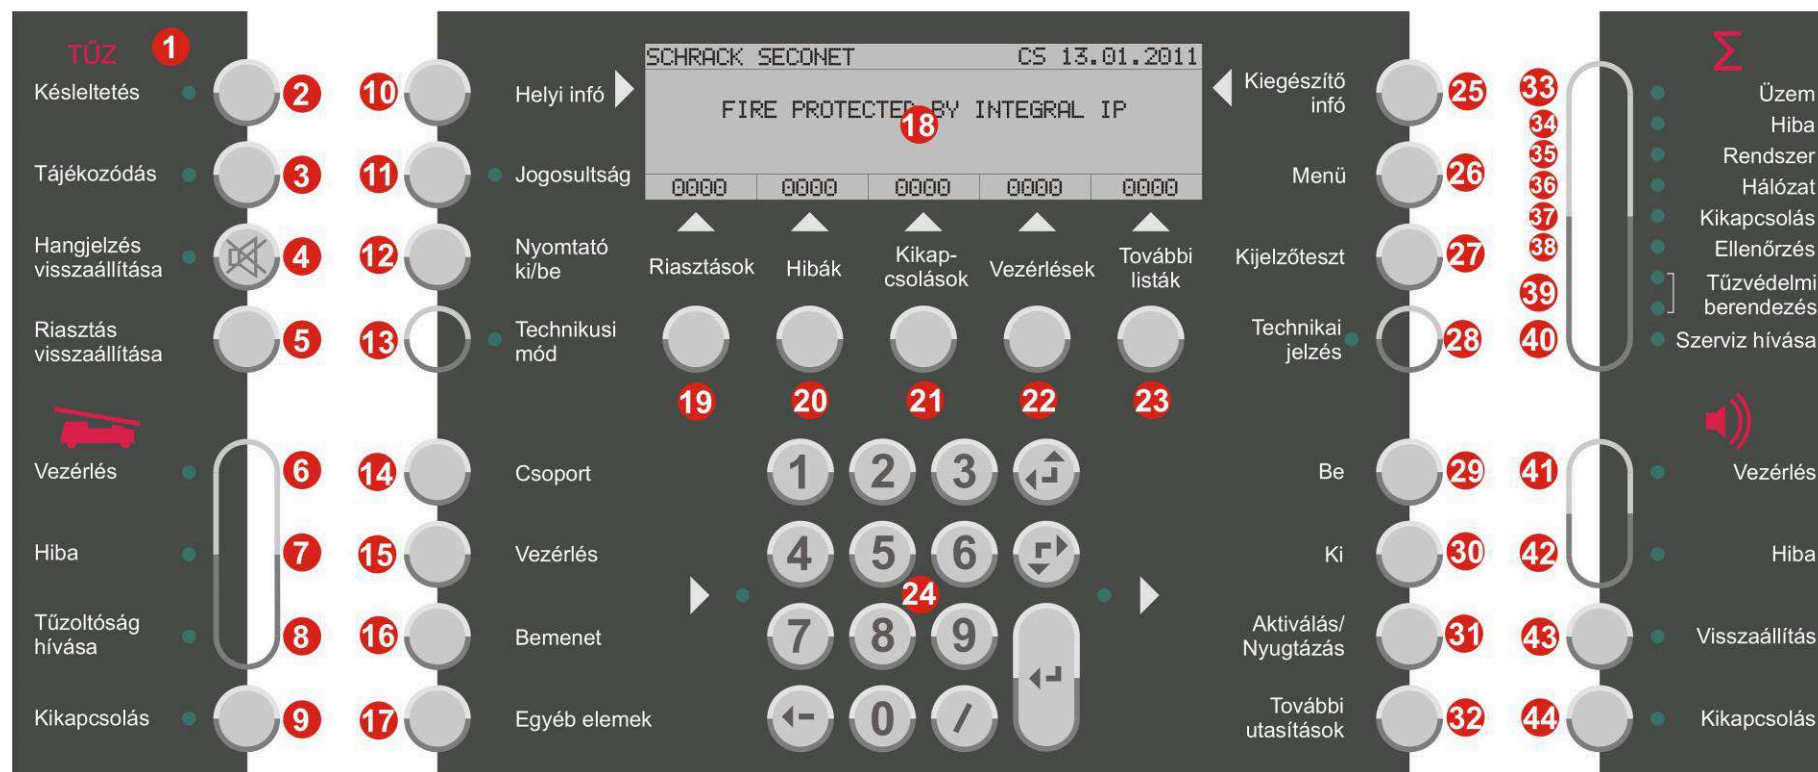 TŰZ 1
Késleltetés 2
Tájékozódás 3
Hangjelzés
visszaállítása 4
Riasztás
visszaállítása 5
Vezérlés 6
Hiba 7
Tűzoltóság
hívása 8
Kikapcsolás 9
10 Helyi infó
11 Jogosultság
12 Nyomtató
ki/be
13 Technikusi
mód
14 Csoport
15 Vezérlés
16 Bemenet
17 Egyéb elemek
SCHRACK SECONET CS 13.01.2011
FIRE PROTECTED BY INTEGRAL IP
18
0000 0000 0000 0000 0000
Riasztások
Hibák
Kikap-
csolások
Vezérlések
További
listák
19 20 21 22 23
1 2 3
4 5 6
24
7 8 9
0 /
Kiegészítő
infó 25
Menü 26
Kijelzőteszt 27
Technikai
jelzés 28
Be 29
Ki 30
Aktiválás/
Nyugtázás 31
További
utasítások 32
Σ
33 Üzem
34 Hiba
35 Rendszer
36 Hálózat
37 Kikapcsolás
38 Ellenőrzés
39 Tűzvédelmi
berendezés
40 Szerviz hívása
41 Vezérlés
42 Hiba
43 Visszaállítás
44 Kikapcsolás